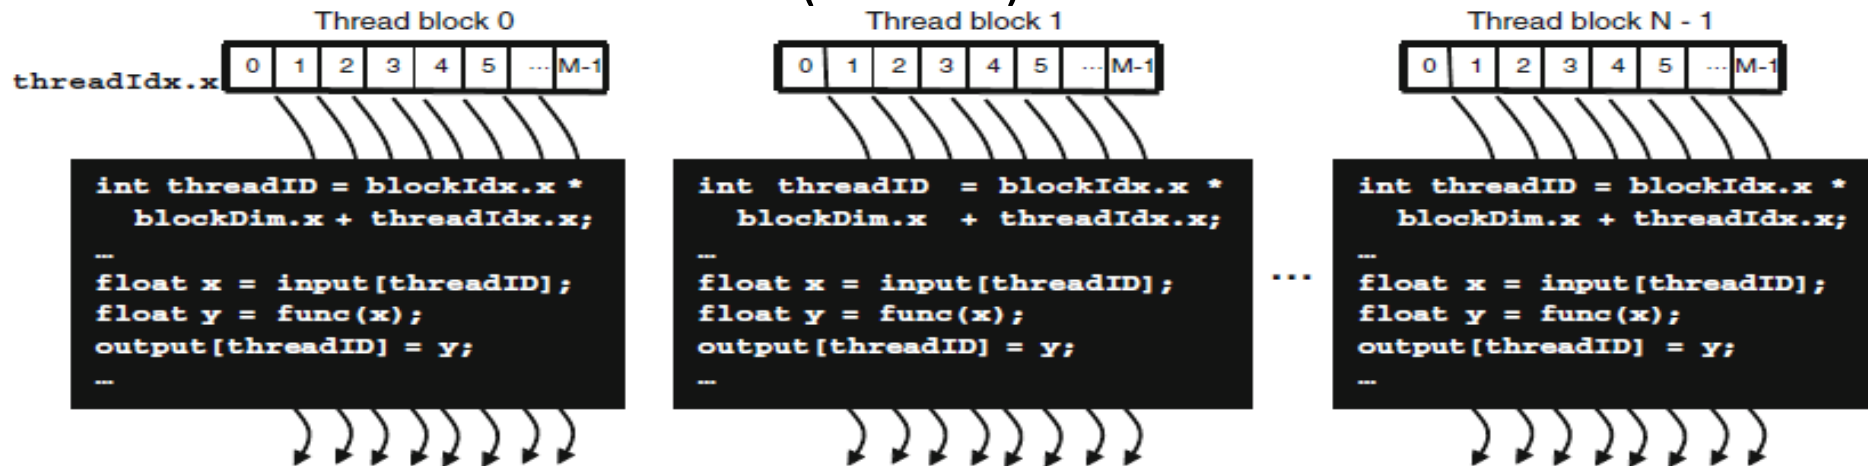 Thread block 0
threadIdx.x 0 1 2 3 4 5 ... M-1
int threadID = blockIdx.x *
blockDim.x + threadIdx.x;
…
float x = input[threadID];
float y = func(x);
output[threadID] = y;
…
Thread block 1
0 1 2 3 4 5 ... M-1
int threadID = blockIdx.x *
blockDim.x + threadIdx.x;
…
float x = input[threadID];
float y = func(x);
output[threadID] = y;
…
...
Thread block N - 1
0 1 2 3 4 5 ... M-1
int threadID = blockIdx.x *
blockDim.x + threadIdx.x;
…
float x = input[threadID];
float y = func(x);
output[threadID] = y;
…